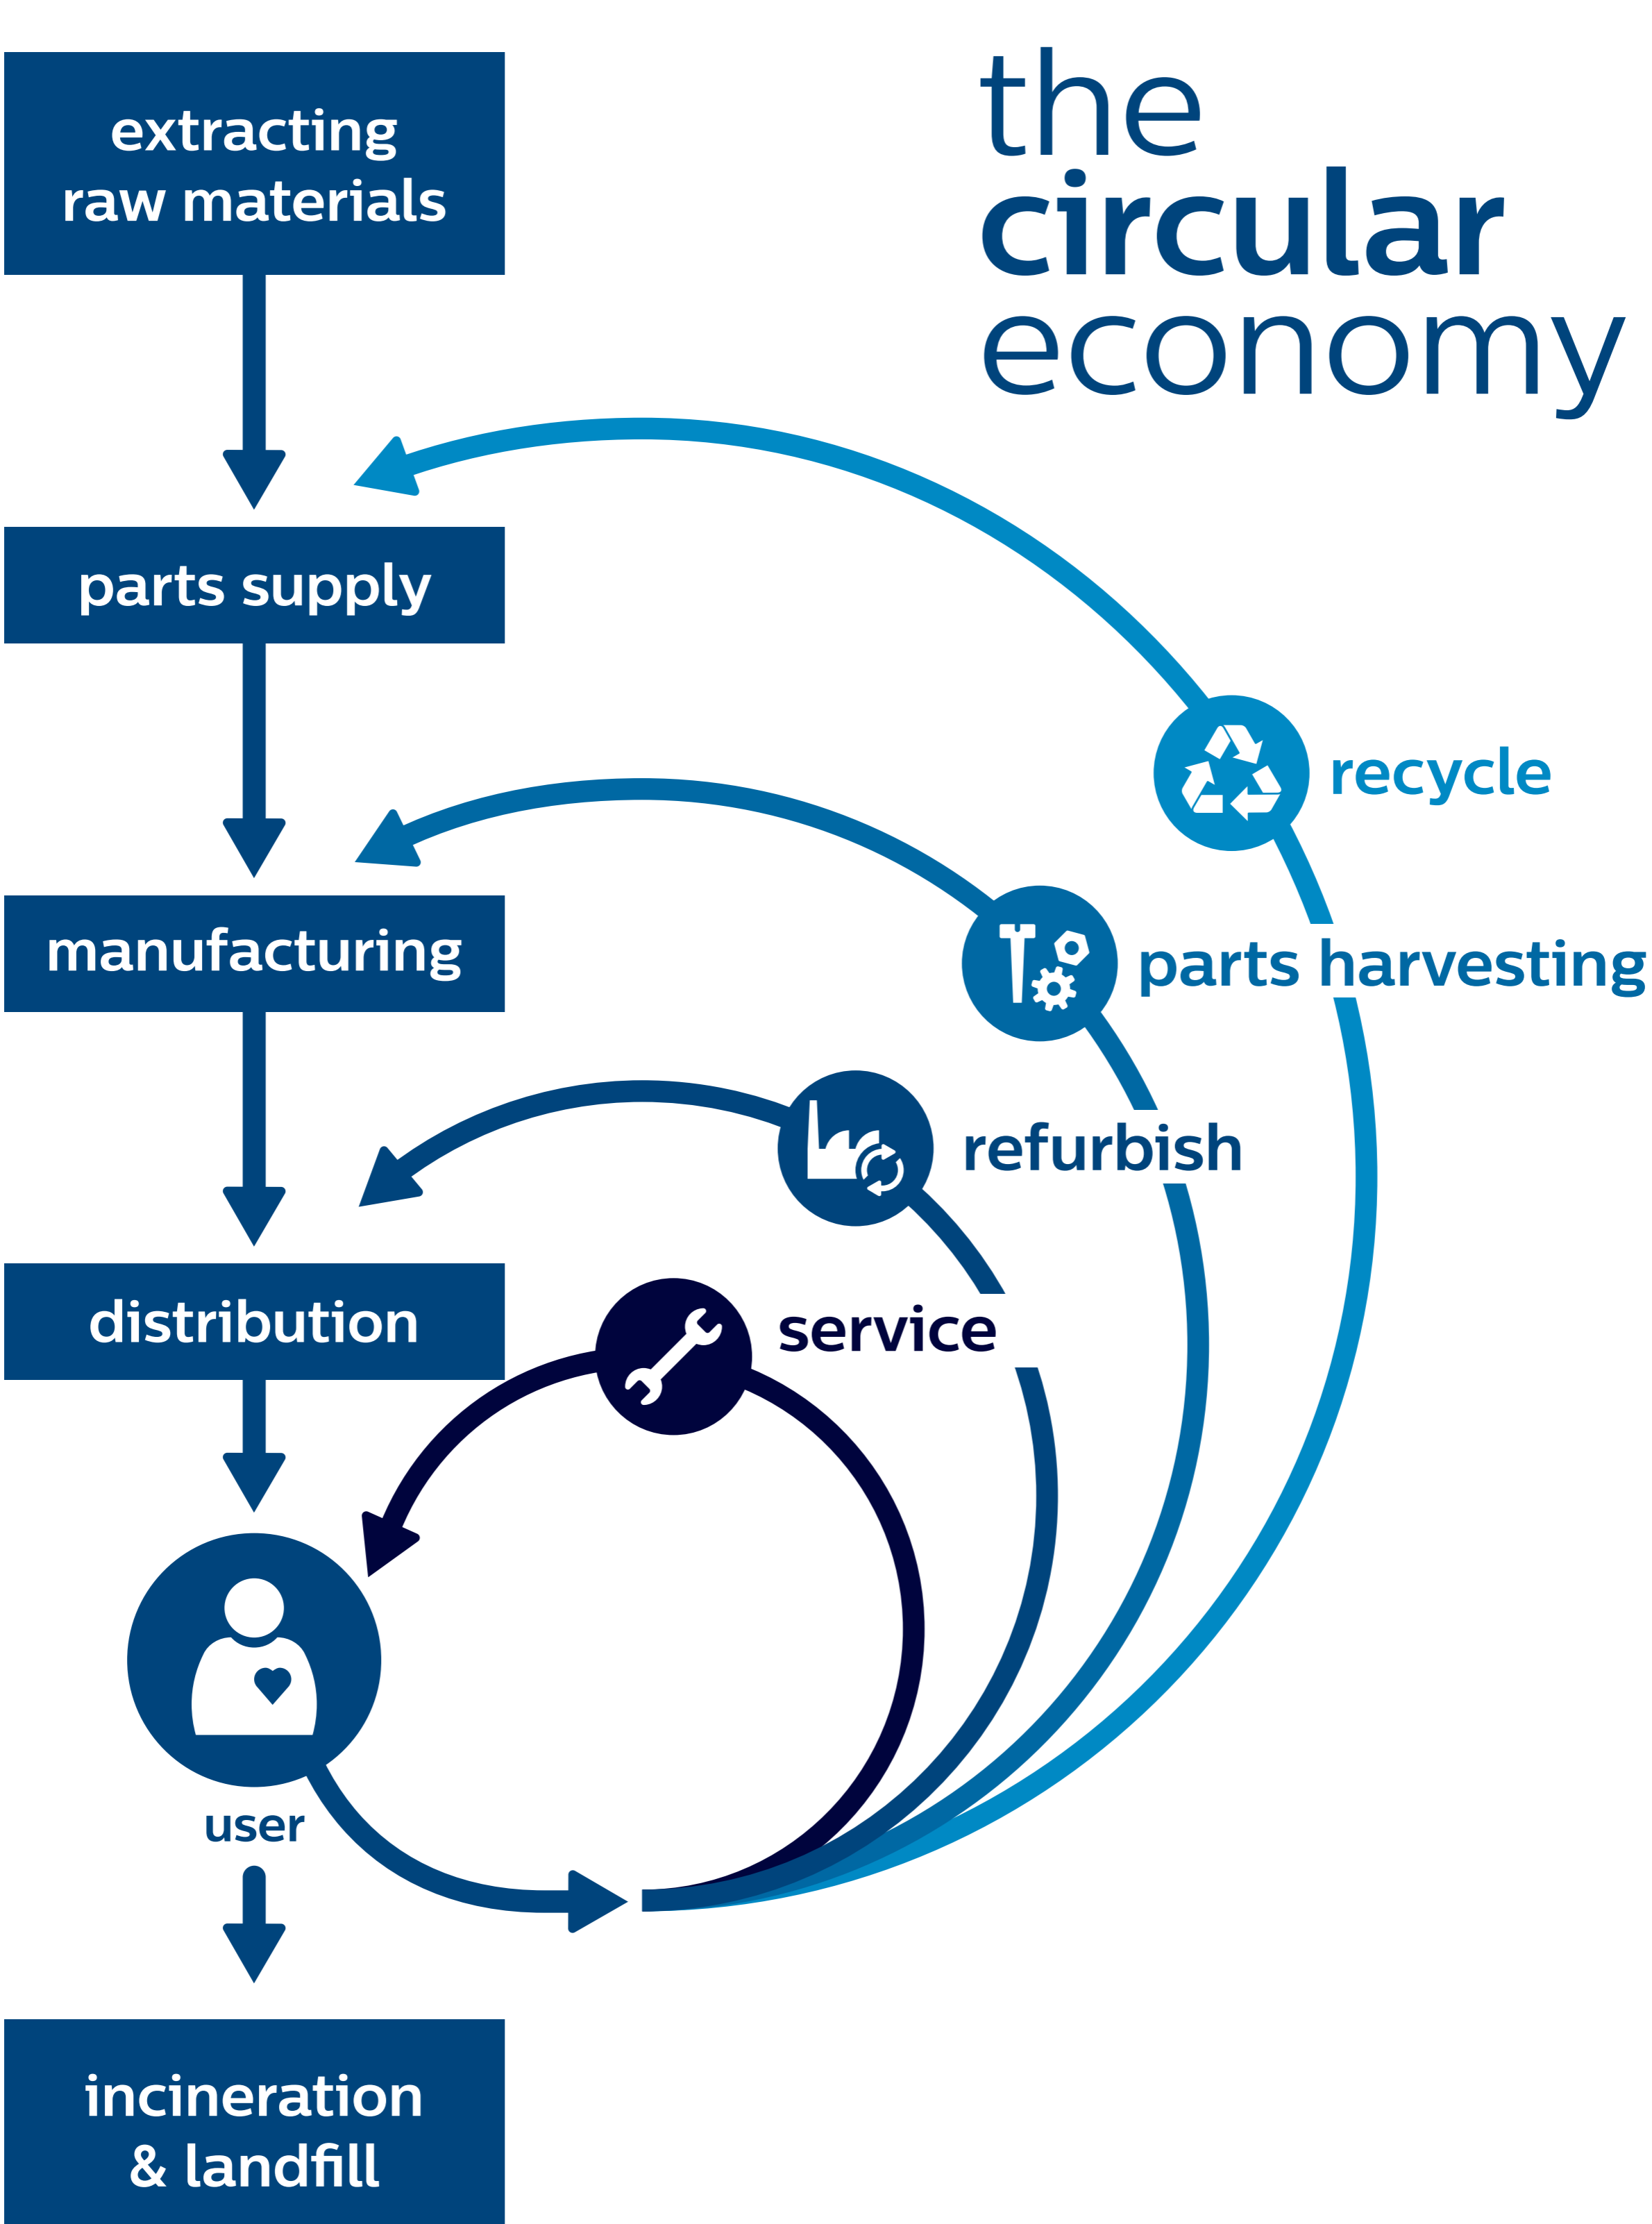 the
circular
economy
extracting
raw materials
parts supply
recycle
manufacturing
parts harvesting
refurbish
distribution
service
user
incineration
& landfill